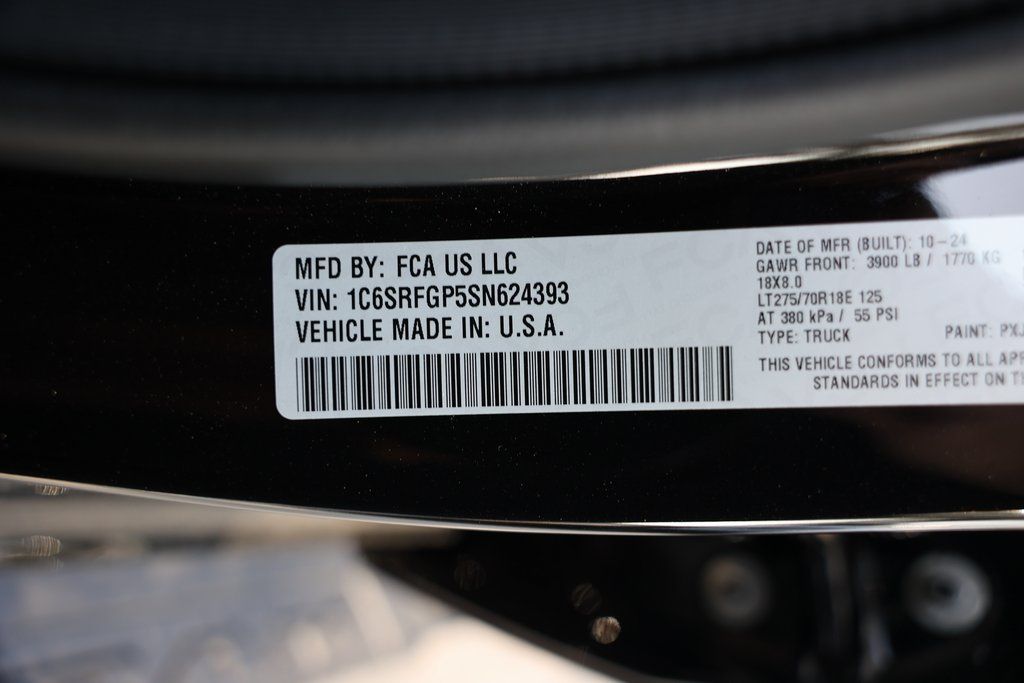 MFD BY: FCA US LLC
VIN: 1C6SRFGP5SN624393
VEHICLE MADE IN: U.S.A.
DATE OF MFR (BUILT): 10-24
GAWR FRONT: 3900 LB / 1770 KG
18X8.0
LT275/70R18E 125
AT 380 kPa / 55 PSI
TYPE: TRUCK PAINT:
THIS VEHICLE CONFORMS TO ALL
STANDARDS IN EFFECT ON